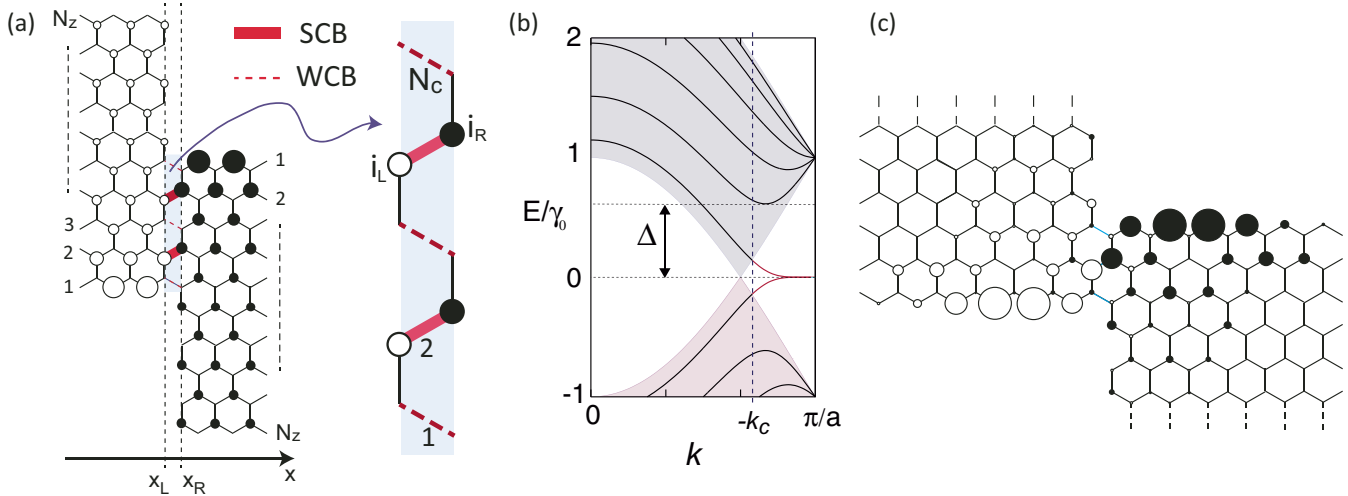 (a)
N_z
SCB
WCB
3
2
1
1
2
N_z
x_L
x_R
x
N_c
i_R
i_L
2
1
(b)
2
1
E/γ_0
Δ
0
-1
0
-k_c
π/a
k
(c)